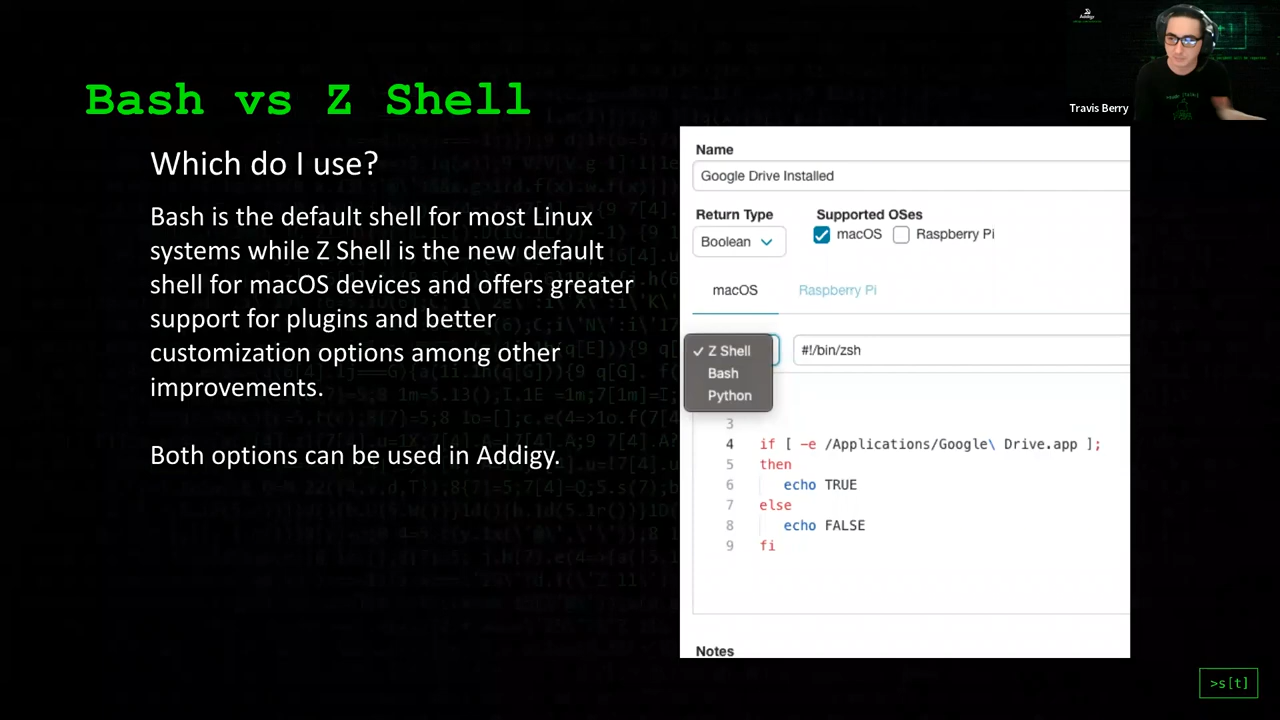 Addigy
Travis Berry
Bash vs Z Shell
Which do I use?
Bash is the default shell for most Linux
systems while Z Shell is the new default
shell for macOS devices and offers greater
support for plugins and better
customization options among other
improvements.
Both options can be used in Addigy.
Name
Google Drive Installed
Return Type
Supported OSes
Boolean
macOS
Raspberry Pi
macOS
Raspberry Pi
✓ Z Shell
Bash
Python
#!/bin/zsh
3
4 if [ -e /Applications/Google\ Drive.app ];
5 then
6 echo TRUE
7 else
8 echo FALSE
9 fi
Notes
>s[t]